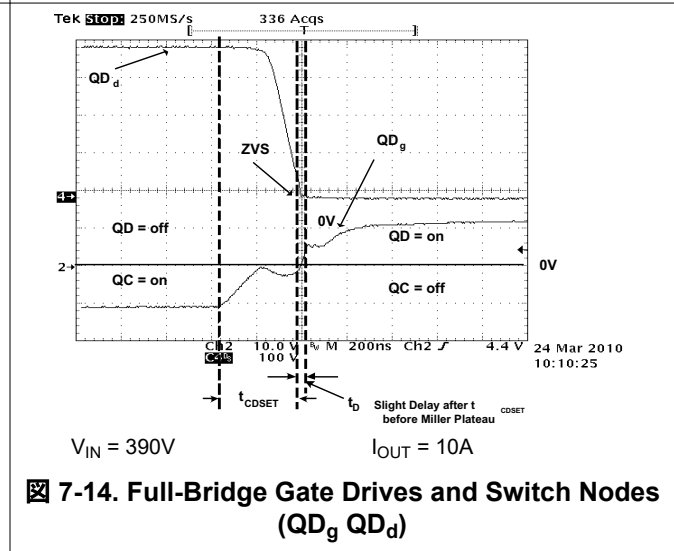 Tek Stop: 250MS/s 336 Acqs
T
QDd
ZVS
QDg
4→
0V
QD = off
QD = on
2→
0V
QC = on
QC = off
Ch2 10.0 V BW M 200ns Ch2 4.4 V
100 V
24 Mar 2010
10:10:25
tCDSET
tD
Slight Delay after tCDSET
before Miller Plateau
VIN = 390V IOUT = 10A
図 7-14. Full-Bridge Gate Drives and Switch Nodes
(QDg QDd)